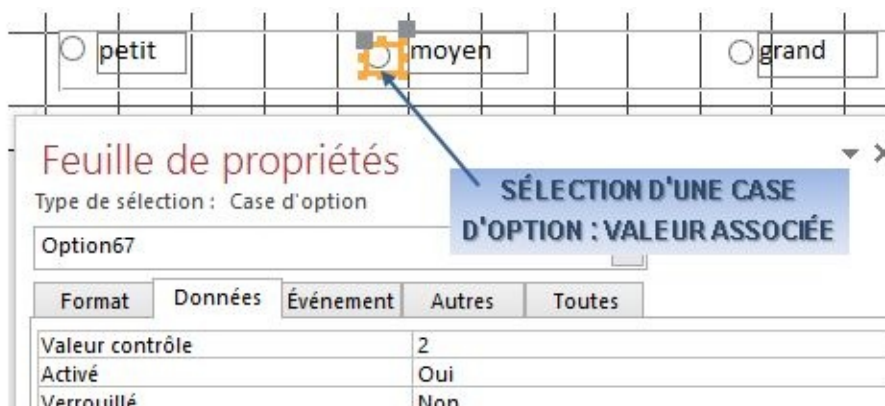 petit
moyen
grand
Feuille de propriétés
Type de sélection : Case d'option
SÉLECTION D'UNE CASE
D'OPTION : VALEUR ASSOCIÉE
Option67
Format Données Événement Autres Toutes
Valeur contrôle 2
Activé Oui
Verrouillé Non